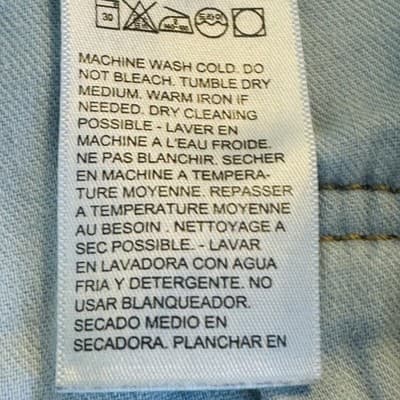 30
MACHINE WASH COLD. DO
NOT BLEACH. TUMBLE DRY
MEDIUM. WARM IRON IF
NEEDED. DRY CLEANING
POSSIBLE - LAVER EN
MACHINE A L'EAU FROIDE.
NE PAS BLANCHIR. SECHER
EN MACHINE A TEMPERA-
TURE MOYENNE. REPASSER
A TEMPERATURE MOYENNE
AU BESOIN . NETTOYAGE A
SEC POSSIBLE. - LAVAR
EN LAVADORA CON AGUA
FRIA Y DETERGENTE. NO
USAR BLANQUEADOR.
SECADO MEDIO EN
SECADORA. PLANCHAR EN